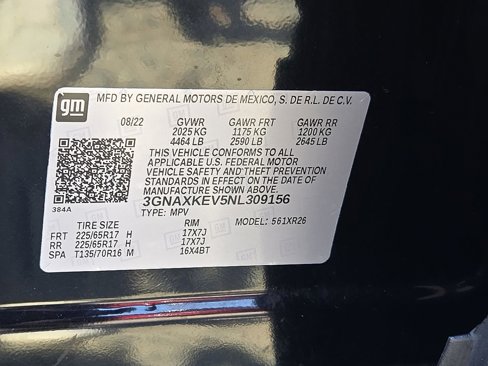 gm
MFD BY GENERAL MOTORS DE MEXICO, S. DE R.L. DE C.V.
08/22 GVWR GAWR FRT GAWR RR
2025 KG 1175 KG 1200 KG
4464 LB 2590 LB 2645 LB
THIS VEHICLE CONFORMS TO ALL
APPLICABLE U.S. FEDERAL MOTOR
VEHICLE SAFETY AND THEFT PREVENTION
STANDARDS IN EFFECT ON THE DATE OF
MANUFACTURE SHOWN ABOVE.
384A
3GNAXKEV5NL309156
TYPE: MPV MODEL: 561XR26
TIRE SIZE RIM
FRT 225/65R17 H 17X7J
RR 225/65R17 H 17X7J
SPA T135/70R16 M 16X4BT